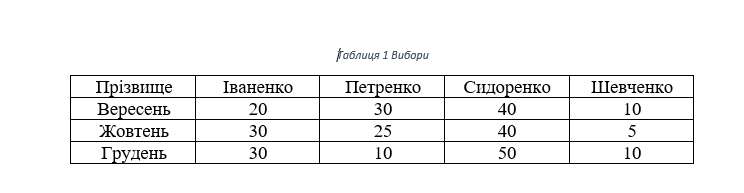 Таблиця 1 Вибори
Прізвище Іваненко Петренко Сидоренко Шевченко
Вересень 20 30 40 10
Жовтень 30 25 40 5
Грудень 30 10 50 10